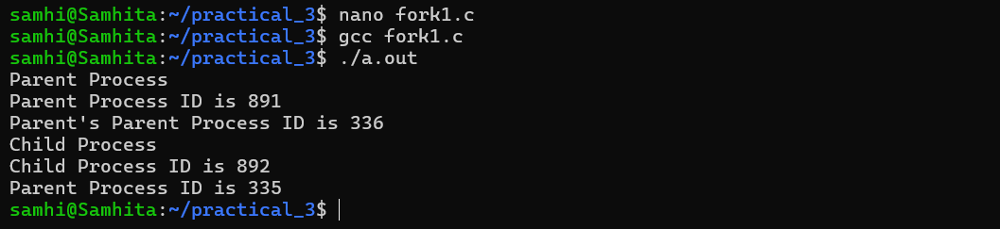 samhi@Samhita:~/practical_3$ nano fork1.c
samhi@Samhita:~/practical_3$ gcc fork1.c
samhi@Samhita:~/practical_3$ ./a.out
Parent Process
Parent Process ID is 891
Parent's Parent Process ID is 336
Child Process
Child Process ID is 892
Parent Process ID is 335
samhi@Samhita:~/practical_3$